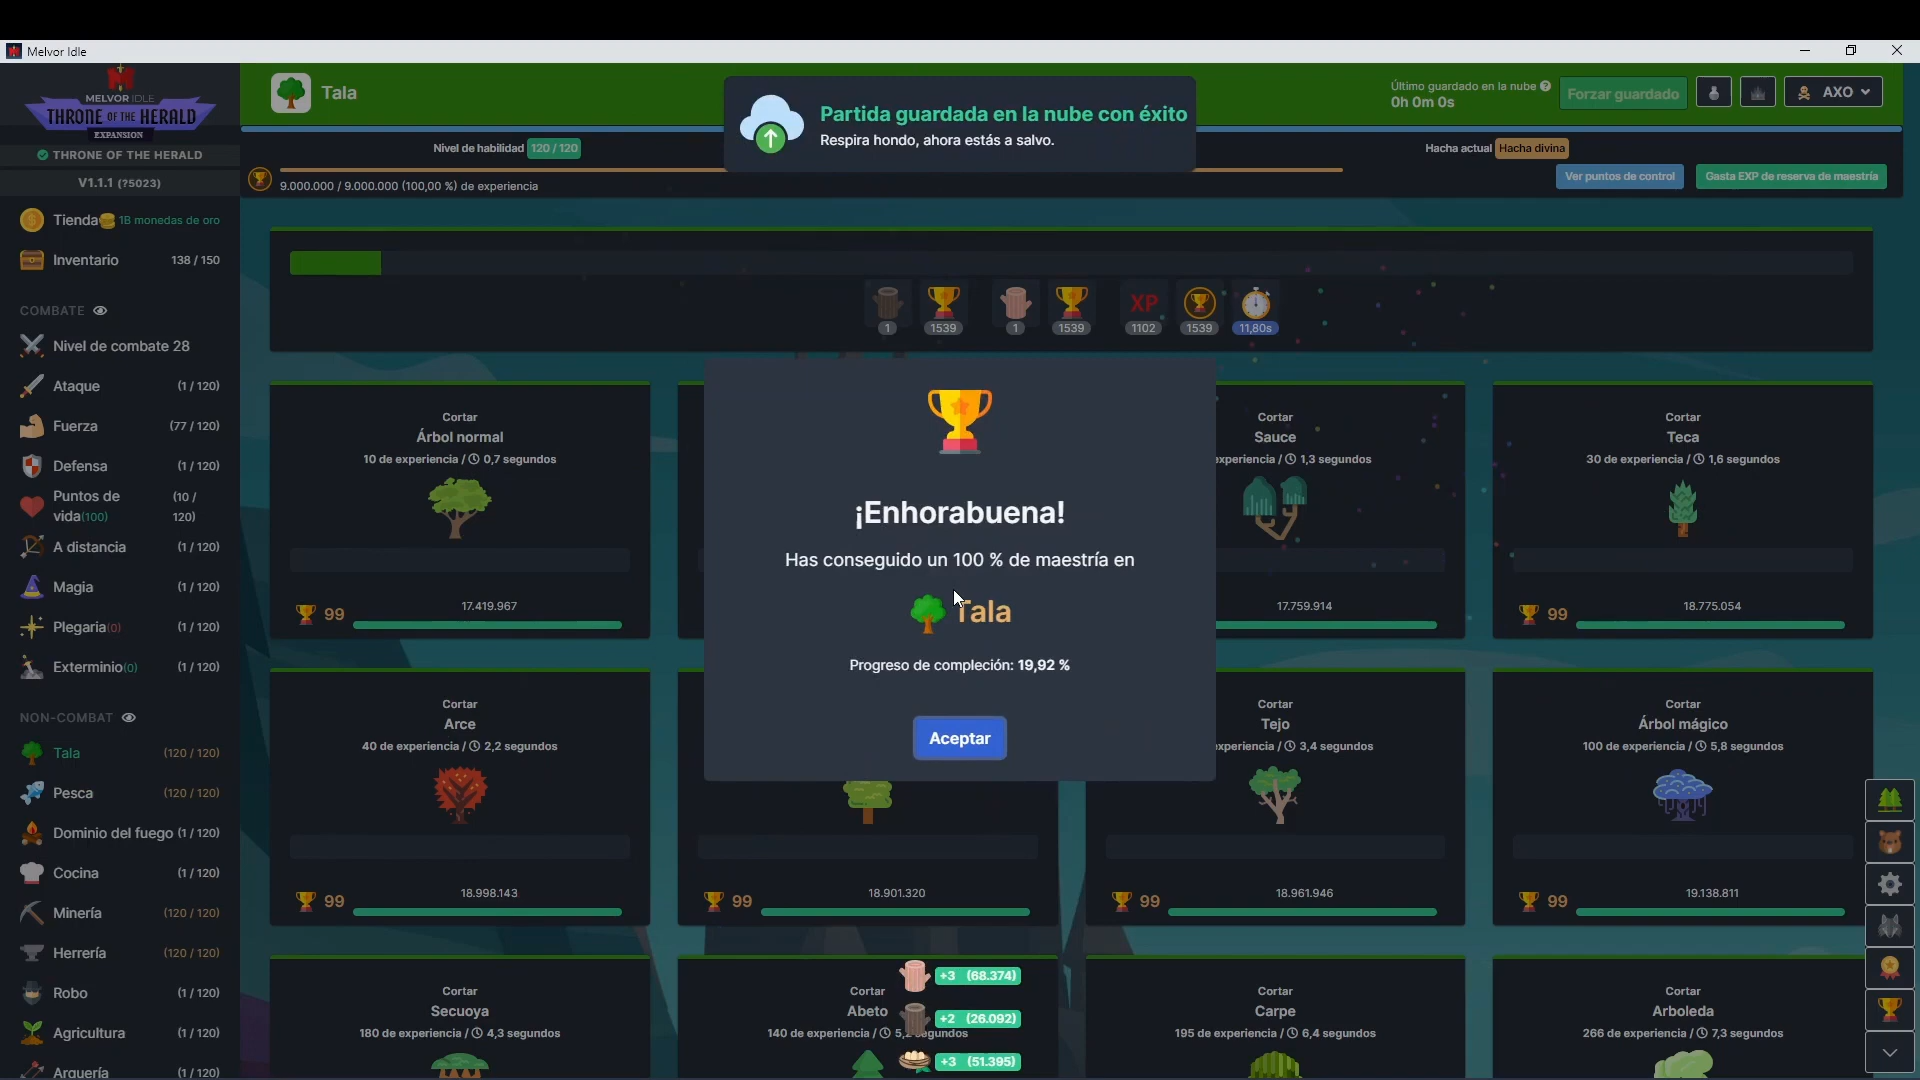 Melvor Idle
MELVOR IDLE
THRONE OF THE HERALD
EXPANSION
THRONE OF THE HERALD
V1.1.1 (?5023)
Tienda 1B monedas de oro
Inventario 138 / 150
COMBATE
Nivel de combate 28
Ataque (1 / 120)
Fuerza (77 / 120)
Defensa (1 / 120)
Puntos de vida(100) (10 / 120)
A distancia (1 / 120)
Magia (1 / 120)
Plegaria(0) (1 / 120)
Exterminio(0) (1 / 120)
NON-COMBAT
Tala (120 / 120)
Pesca (120 / 120)
Dominio del fuego (1 / 120)
Cocina (1 / 120)
Minería (120 / 120)
Herrería (120 / 120)
Robo (1 / 120)
Agricultura (1 / 120)
Arquería (1 / 120)
Tala
Partida guardada en la nube con éxito
Respira hondo, ahora estás a salvo.
Último guardado en la nube
0h 0m 0s
Forzar guardado
AXO
Nivel de habilidad 120 / 120
Hacha actual Hacha divina
9.000.000 / 9.000.000 (100,00 %) de experiencia
Ver puntos de control
Gasta EXP de reserva de maestría
XP
1 1539 1 1539 1102 1539 11,80s
Cortar
Árbol normal
10 de experiencia / 0,7 segundos
99 17.419.967
Cortar
Sauce
xperiencia / 1,3 segundos
17.759.914
Cortar
Teca
30 de experiencia / 1,6 segundos
99 18.775.054
¡Enhorabuena!
Has conseguido un 100 % de maestría en
Tala
Progreso de compleción: 19,92 %
Aceptar
Cortar
Arce
40 de experiencia / 2,2 segundos
99 18.998.143
99 18.901.320
Cortar
Tejo
xperiencia / 3,4 segundos
99 18.961.946
Cortar
Árbol mágico
100 de experiencia / 5,8 segundos
99 19.138.811
Cortar
Secuoya
180 de experiencia / 4,3 segundos
Cortar
Abeto
140 de experiencia / 5,2 segundos
+3 (68.374)
+2 (26.092)
+3 (51.395)
Cortar
Carpe
195 de experiencia / 6,4 segundos
Cortar
Arboleda
266 de experiencia / 7,3 segundos